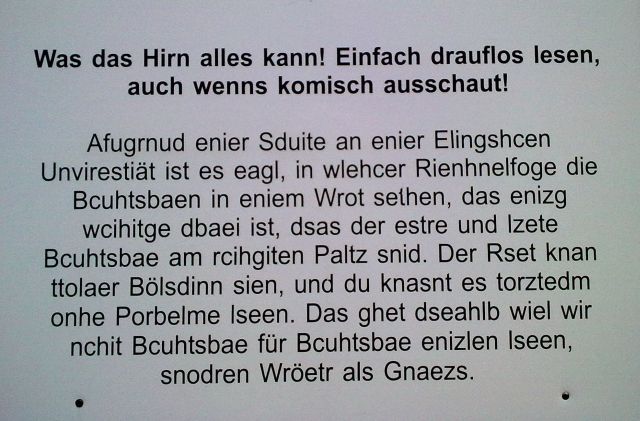 Was das Hirn alles kann! Einfach drauflos lesen,
auch wenns komisch ausschaut!
Afugrnud enier Sduite an enier Elingshcen
Unvirestiät ist es eagl, in wlehcer Rienhnelfoge die
Bcuhtsbaen in eniem Wrot sethen, das enizg
wcihitge dbaei ist, dsas der estre und lzete
Bcuhtsbae am rcihgiten Paltz snid. Der Rset knan
ttolaer Bölsdinn sien, und du knasnt es torztedm
onhe Porbelme lseen. Das ghet dseahlb wiel wir
nchit Bcuhtsbae für Bcuhtsbae enizlen lseen,
snodren Wröetr als Gnaezs.